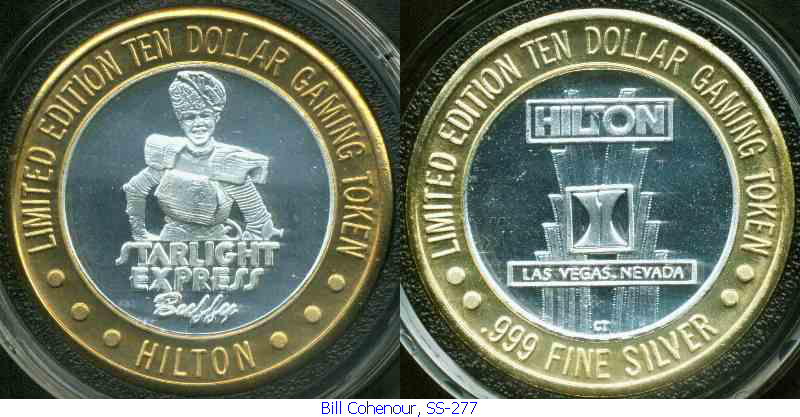 LIMITED EDITION TEN DOLLAR GAMING TOKEN
STARLIGHT
EXPRESS
Buffy
HILTON
LIMITED EDITION TEN DOLLAR GAMING TOKEN
HILTON
LAS VEGAS, NEVADA
CT
.999 FINE SILVER
Bill Cohenour, SS-277